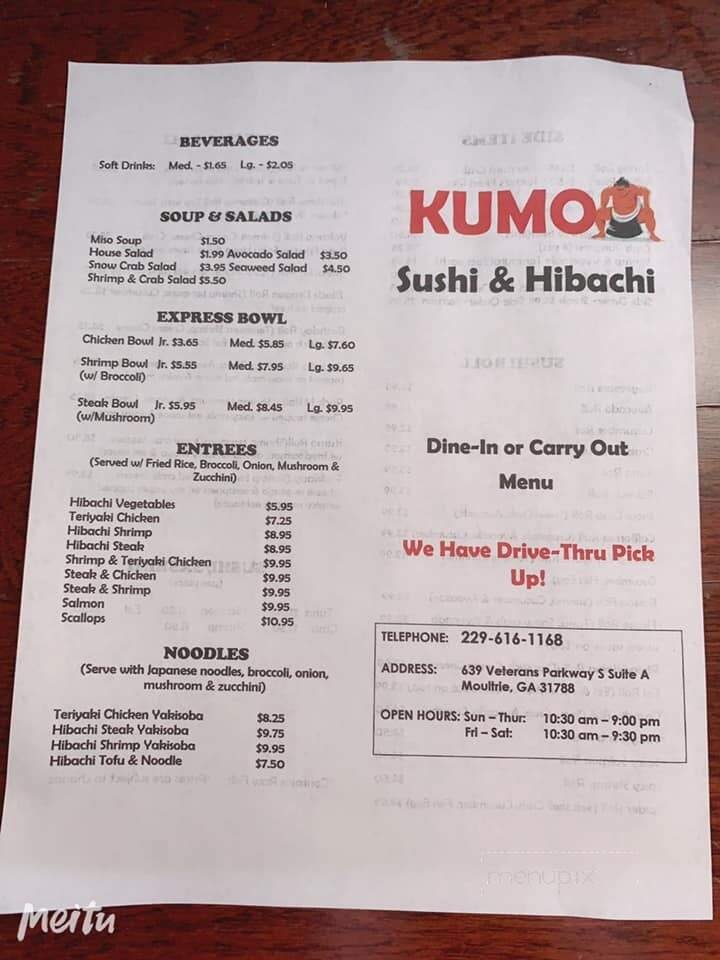 BEVERAGES
Soft Drinks: Med. - $1.65 Lg. - $2.05
SOUP & SALADS
Miso Soup $1.50
House Salad $1.99 Avocado Salad $3.50
Snow Crab Salad $3.95 Seaweed Salad $4.50
Shrimp & Crab Salad $5.50
EXPRESS BOWL
Chicken Bowl Jr. $3.65 Med. $5.85 Lg. $7.60
Shrimp Bowl Jr. $5.55 Med. $7.95 Lg. $9.65
(w/ Broccoli)
Steak Bowl Jr. $5.95 Med. $8.45 Lg. $9.95
(w/Mushroom)
ENTREES
(Served w/ Fried Rice, Broccoli, Onion, Mushroom &
Zucchini)
Hibachi Vegetables $5.95
Teriyaki Chicken $7.25
Hibachi Shrimp $8.95
Hibachi Steak $8.95
Shrimp & Teriyaki Chicken $9.95
Steak & Chicken $9.95
Steak & Shrimp $9.95
Salmon $9.95
Scallops $10.95
NOODLES
(Serve with Japanese noodles, broccoli, onion,
mushroom & zucchini)
Teriyaki Chicken Yakisoba $8.25
Hibachi Steak Yakisoba $9.75
Hibachi Shrimp Yakisoba $9.95
Hibachi Tofu & Noodle $7.50
KUMO
Sushi & Hibachi
Dine-In or Carry Out
Menu
We Have Drive-Thru Pick
Up!
TELEPHONE: 229-616-1168
ADDRESS: 639 Veterans Parkway S Suite A
Moultrie, GA 31788
OPEN HOURS: Sun – Thur: 10:30 am – 9:00 pm
Fri – Sat: 10:30 am – 9:30 pm
menupix
Meitu